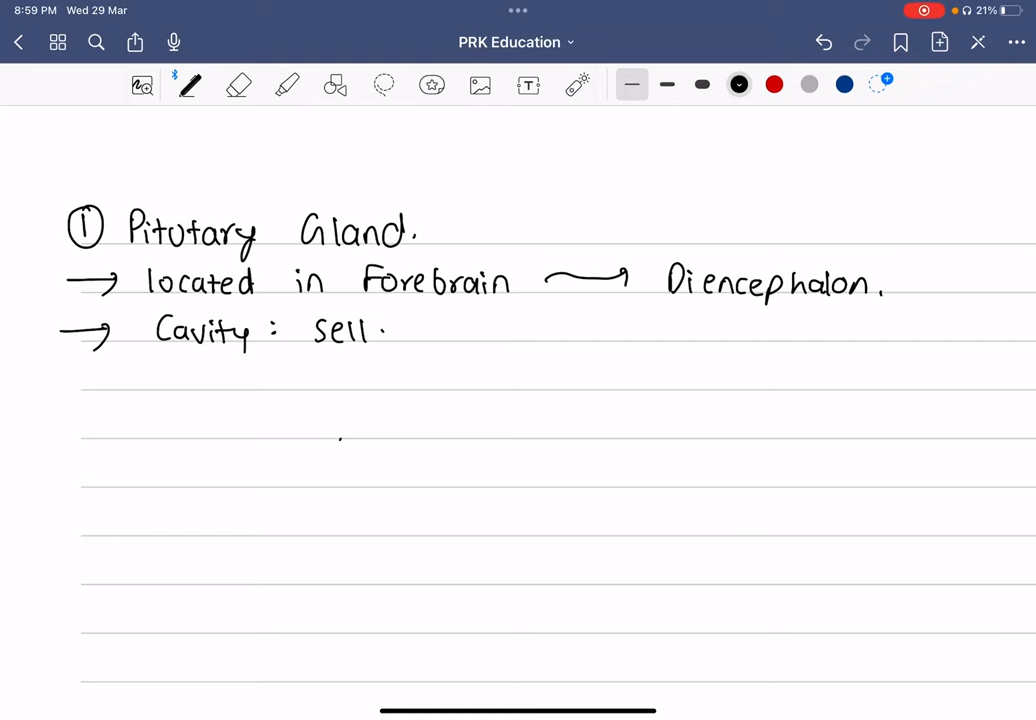 8:59 PM Wed 29 Mar
21%
PRK Education
T
① Pitutary Gland.
→ located in Forebrain → Diencephalon.
→ Cavity : Sell.